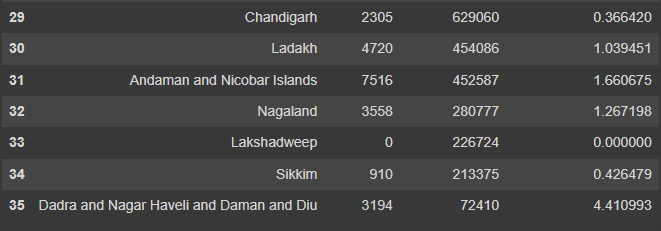 29 Chandigarh 2305 629060 0.366420
30 Ladakh 4720 454086 1.039451
31 Andaman and Nicobar Islands 7516 452587 1.660675
32 Nagaland 3558 280777 1.267198
33 Lakshadweep 0 226724 0.000000
34 Sikkim 910 213375 0.426479
35 Dadra and Nagar Haveli and Daman and Diu 3194 72410 4.410993